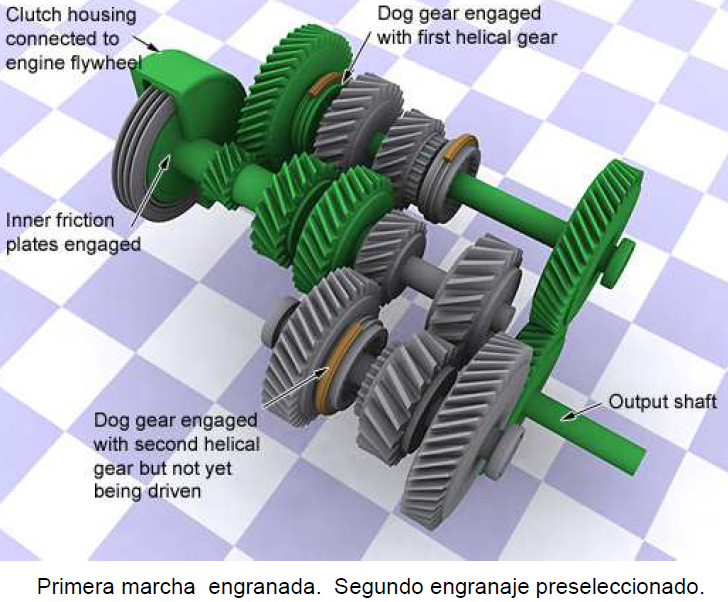 Clutch housing
connected to
engine flywheel
Dog gear engaged
with first helical gear
Inner friction
plates engaged
Dog gear engaged
with second helical
gear but not yet
being driven
Output shaft
Primera marcha engranada. Segundo engranaje preseleccionado.